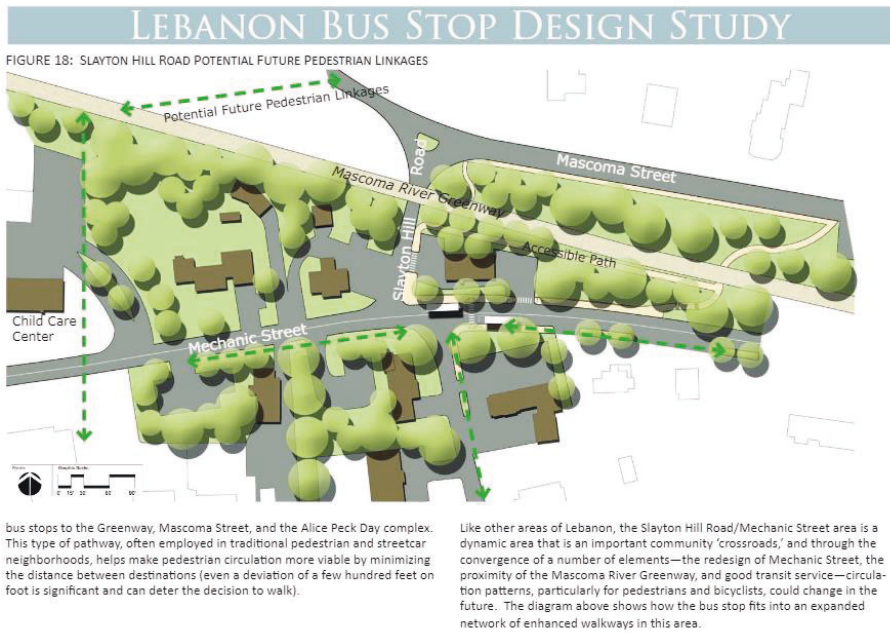 LEBANON BUS STOP DESIGN STUDY
FIGURE 18: SLAYTON HILL ROAD POTENTIAL FUTURE PEDESTRIAN LINKAGES
Potential Future Pedestrian Linkages
Mascoma Street
Mascoma River Greenway
Slayton Hill Road
Accessible Path
Child Care
Center
Mechanic Street
bus stops to the Greenway, Mascoma Street, and the Alice Peck Day complex.
This type of pathway, often employed in traditional pedestrian and streetcar
neighborhoods, helps make pedestrian circulation more viable by minimizing
the distance between destinations (even a deviation of a few hundred feet on
foot is significant and can deter the decision to walk).
Like other areas of Lebanon, the Slayton Hill Road/Mechanic Street area is a
dynamic area that is an important community ‘crossroads,’ and through the
convergence of a number of elements—the redesign of Mechanic Street, the
proximity of the Mascoma River Greenway, and good transit service—circula-
tion patterns, particularly for pedestrians and bicyclists, could change in the
future. The diagram above shows how the bus stop fits into an expanded
network of enhanced walkways in this area.